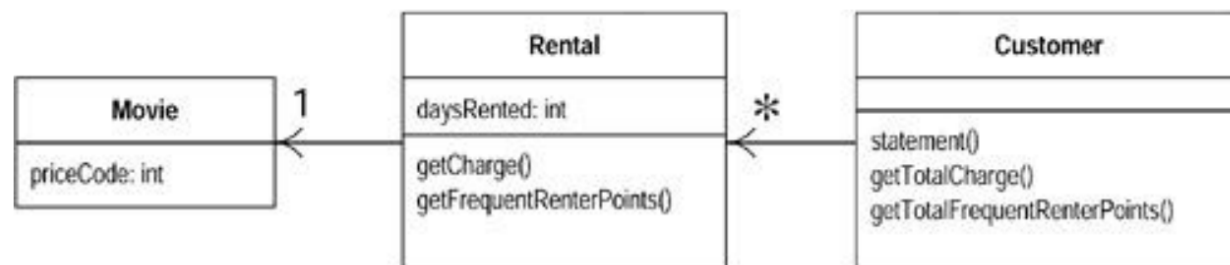 Movie
priceCode: int
1
Rental
daysRented: int
getCharge()
getFrequentRenterPoints()
*
Customer
statement()
getTotalCharge()
getTotalFrequentRenterPoints()